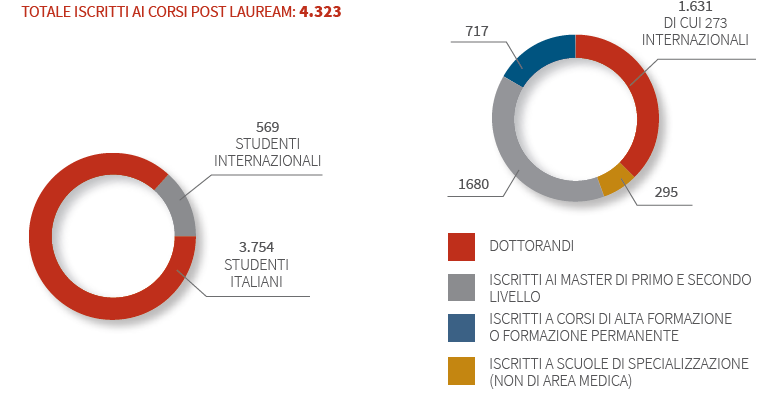 TOTALE ISCRITTI AI CORSI POST LAUREAM: 4.323
569
STUDENTI
INTERNAZIONALI
3.754
STUDENTI
ITALIANI
717
1.631
DI CUI 273
INTERNAZIONALI
1680
295
DOTTORANDI
ISCRITTI AI MASTER DI PRIMO E SECONDO
LIVELLO
ISCRITTI A CORSI DI ALTA FORMAZIONE
O FORMAZIONE PERMANENTE
ISCRITTI A SCUOLE DI SPECIALIZZAZIONE
(NON DI AREA MEDICA)